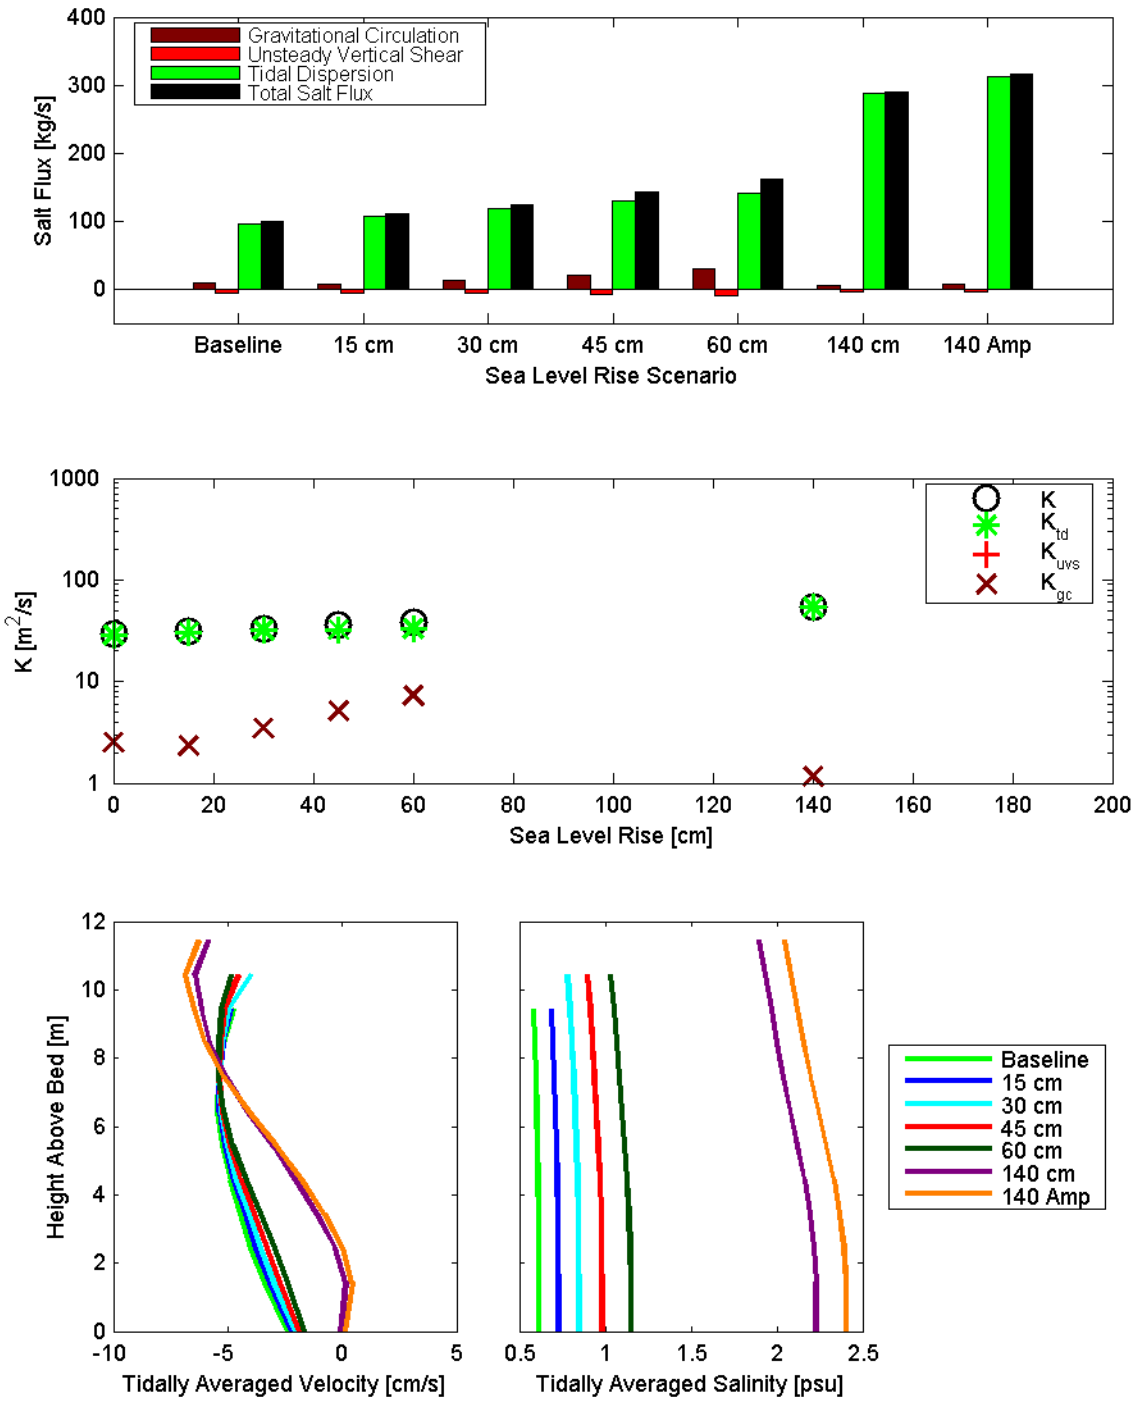 400
300
200
100
0
Salt Flux [kg/s]
Gravitational Circulation
Unsteady Vertical Shear
Tidal Dispersion
Total Salt Flux
Baseline 15 cm 30 cm 45 cm 60 cm 140 cm 140 Amp
Sea Level Rise Scenario
1000
100
10
1
K [m²/s]
K
K_td
K_uvs
K_gc
0 20 40 60 80 100 120 140 160 180 200
Sea Level Rise [cm]
12
10
8
6
4
2
0
Height Above Bed [m]
-10 -5 0 5
Tidally Averaged Velocity [cm/s]
0.5 1 1.5 2 2.5
Tidally Averaged Salinity [psu]
Baseline
15 cm
30 cm
45 cm
60 cm
140 cm
140 Amp